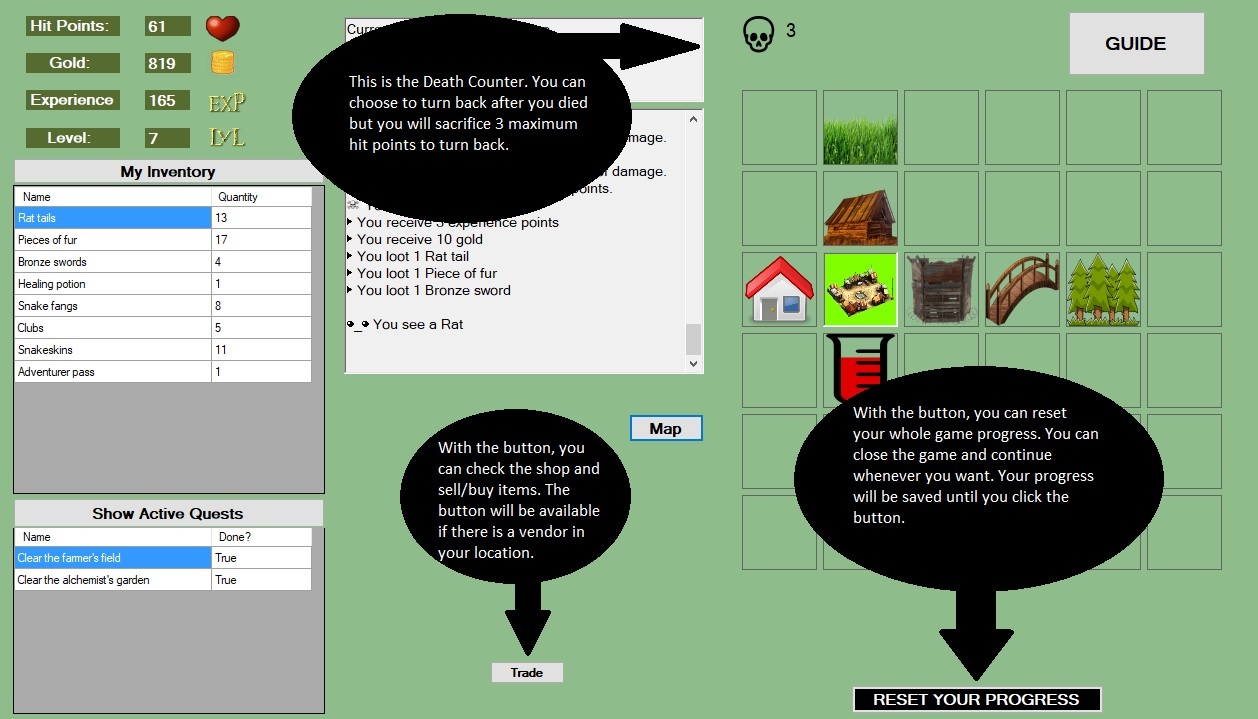 Hit Points: 61
Gold: 819
Experience 165 EXP
Level: 7 LVL
My Inventory
Name Quantity
Rat tails 13
Pieces of fur 17
Bronze swords 4
Healing potion 1
Snake fangs 8
Clubs 5
Snakeskins 11
Adventurer pass 1
Show Active Quests
Name Done?
Clear the farmer's field True
Clear the alchemist's garden True
This is the Death Counter. You can
choose to turn back after you died
but you will sacrifice 3 maximum
hit points to turn back.
damage.
points.
You receive 3 experience points
You receive 10 gold
You loot 1 Rat tail
You loot 1 Piece of fur
You loot 1 Bronze sword
You see a Rat
Map
With the button, you
can check the shop and
sell/buy items. The
button will be available
if there is a vendor in
your location.
Trade
3
GUIDE
With the button, you can reset
your whole game progress. You can
close the game and continue
whenever you want. Your progress
will be saved until you click the
button.
RESET YOUR PROGRESS